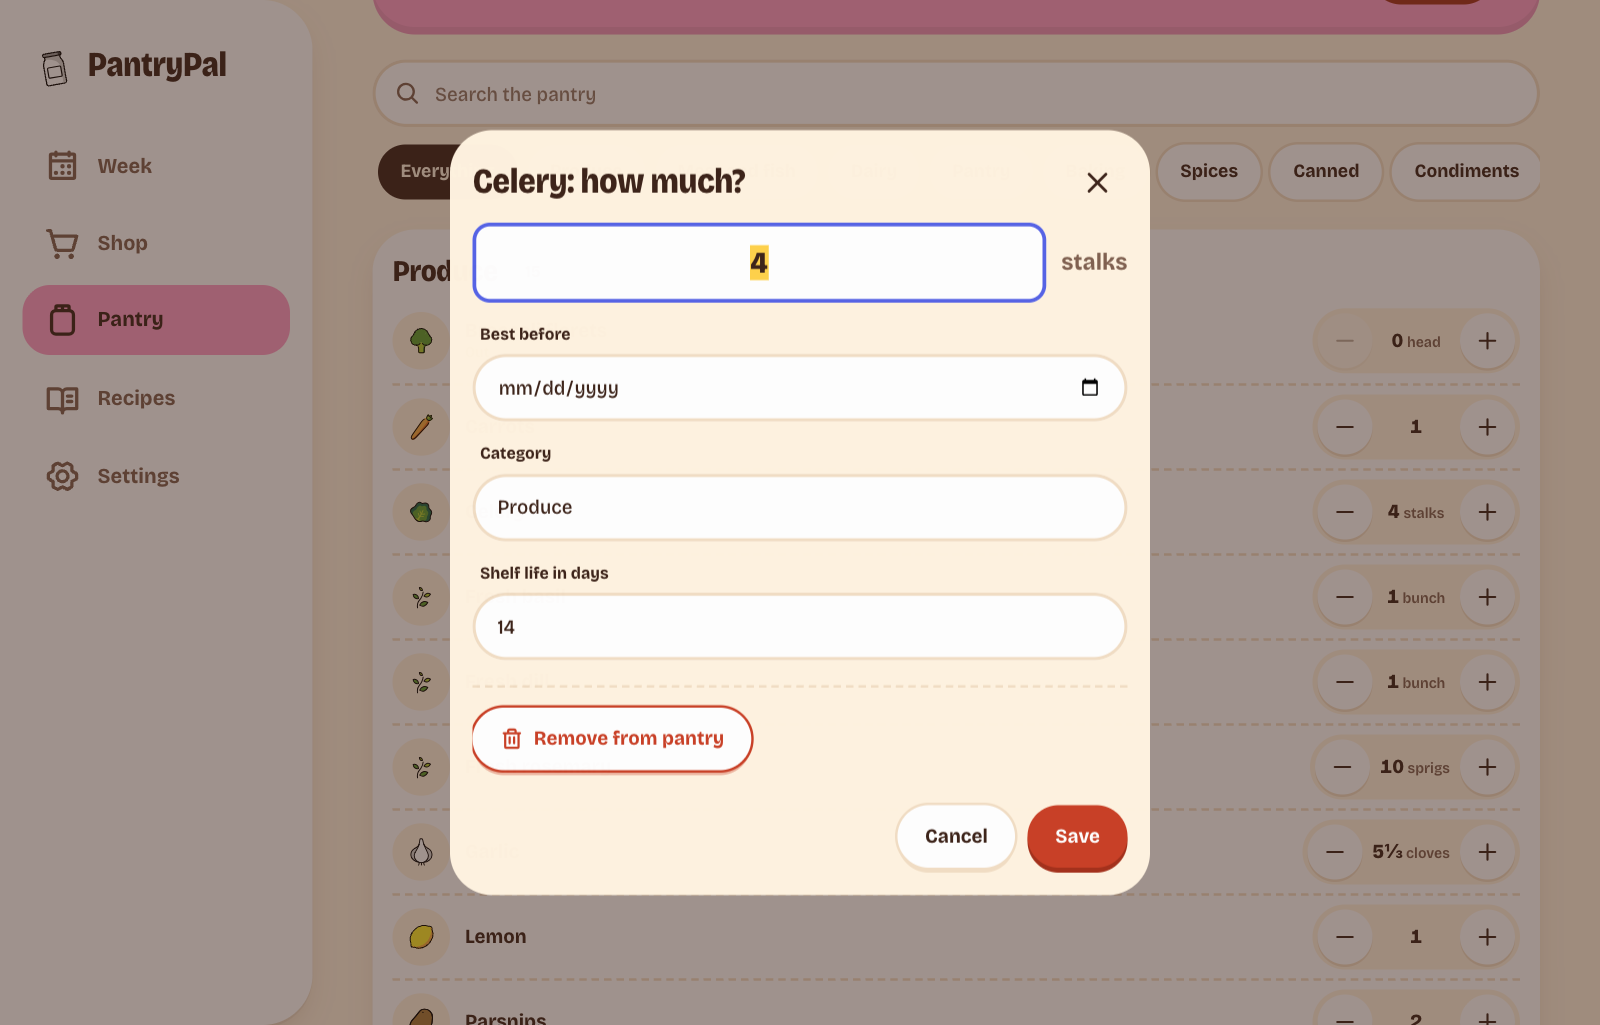 PantryPal
Week
Shop
Pantry
Recipes
Settings
Search the pantry
Every
Spices
Canned
Condiments
Prod
Celery: how much?
4
stalks
Best before
mm/dd/yyyy
Category
Produce
Shelf life in days
14
Remove from pantry
Cancel
Save
0 head
1
4 stalks
1 bunch
1 bunch
10 sprigs
5⅓ cloves
Lemon
1
Parsnips
2